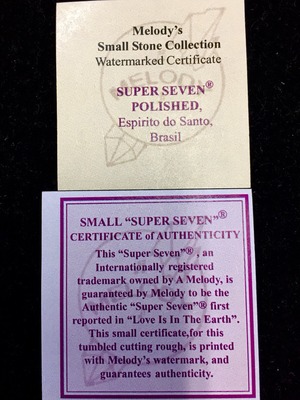 Melody's
Small Stone Collection
Watermarked Certificate
MELODY
SUPER SEVEN®
POLISHED,
Espirito do Santo,
Brasil
SMALL "SUPER SEVEN"®
CERTIFICATE of AUTHENTICITY
This "Super Seven"® , an
Internationally registered
trademark owned by A Melody, is
guaranteed by Melody to be the
Authentic "Super Seven"® first
reported in "Love Is In The Earth".
This small certificate,for this
tumbled cutting rough, is printed
with Melody's watermark, and
guarantees authenticity.